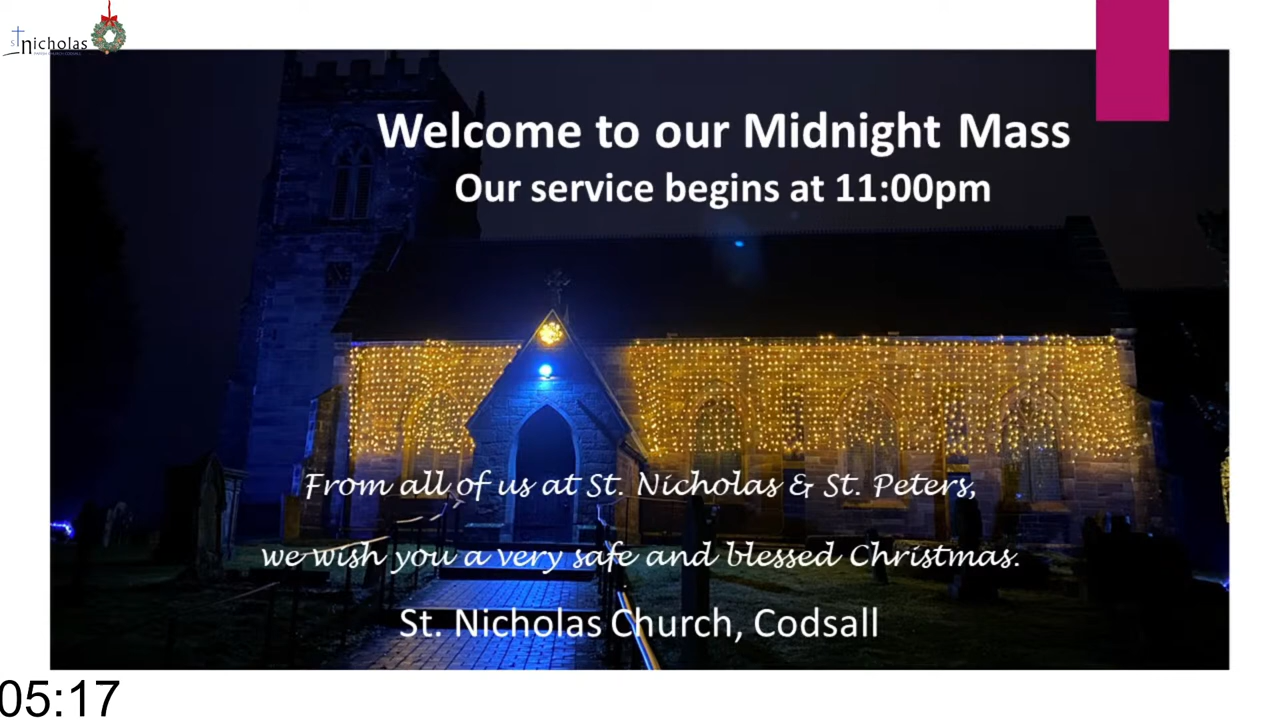 St nicholas
Welcome to our Midnight Mass
Our service begins at 11:00pm
From all of us at St. Nicholas & St. Peters,
we wish you a very safe and blessed Christmas.
St. Nicholas Church, Codsall
05:17